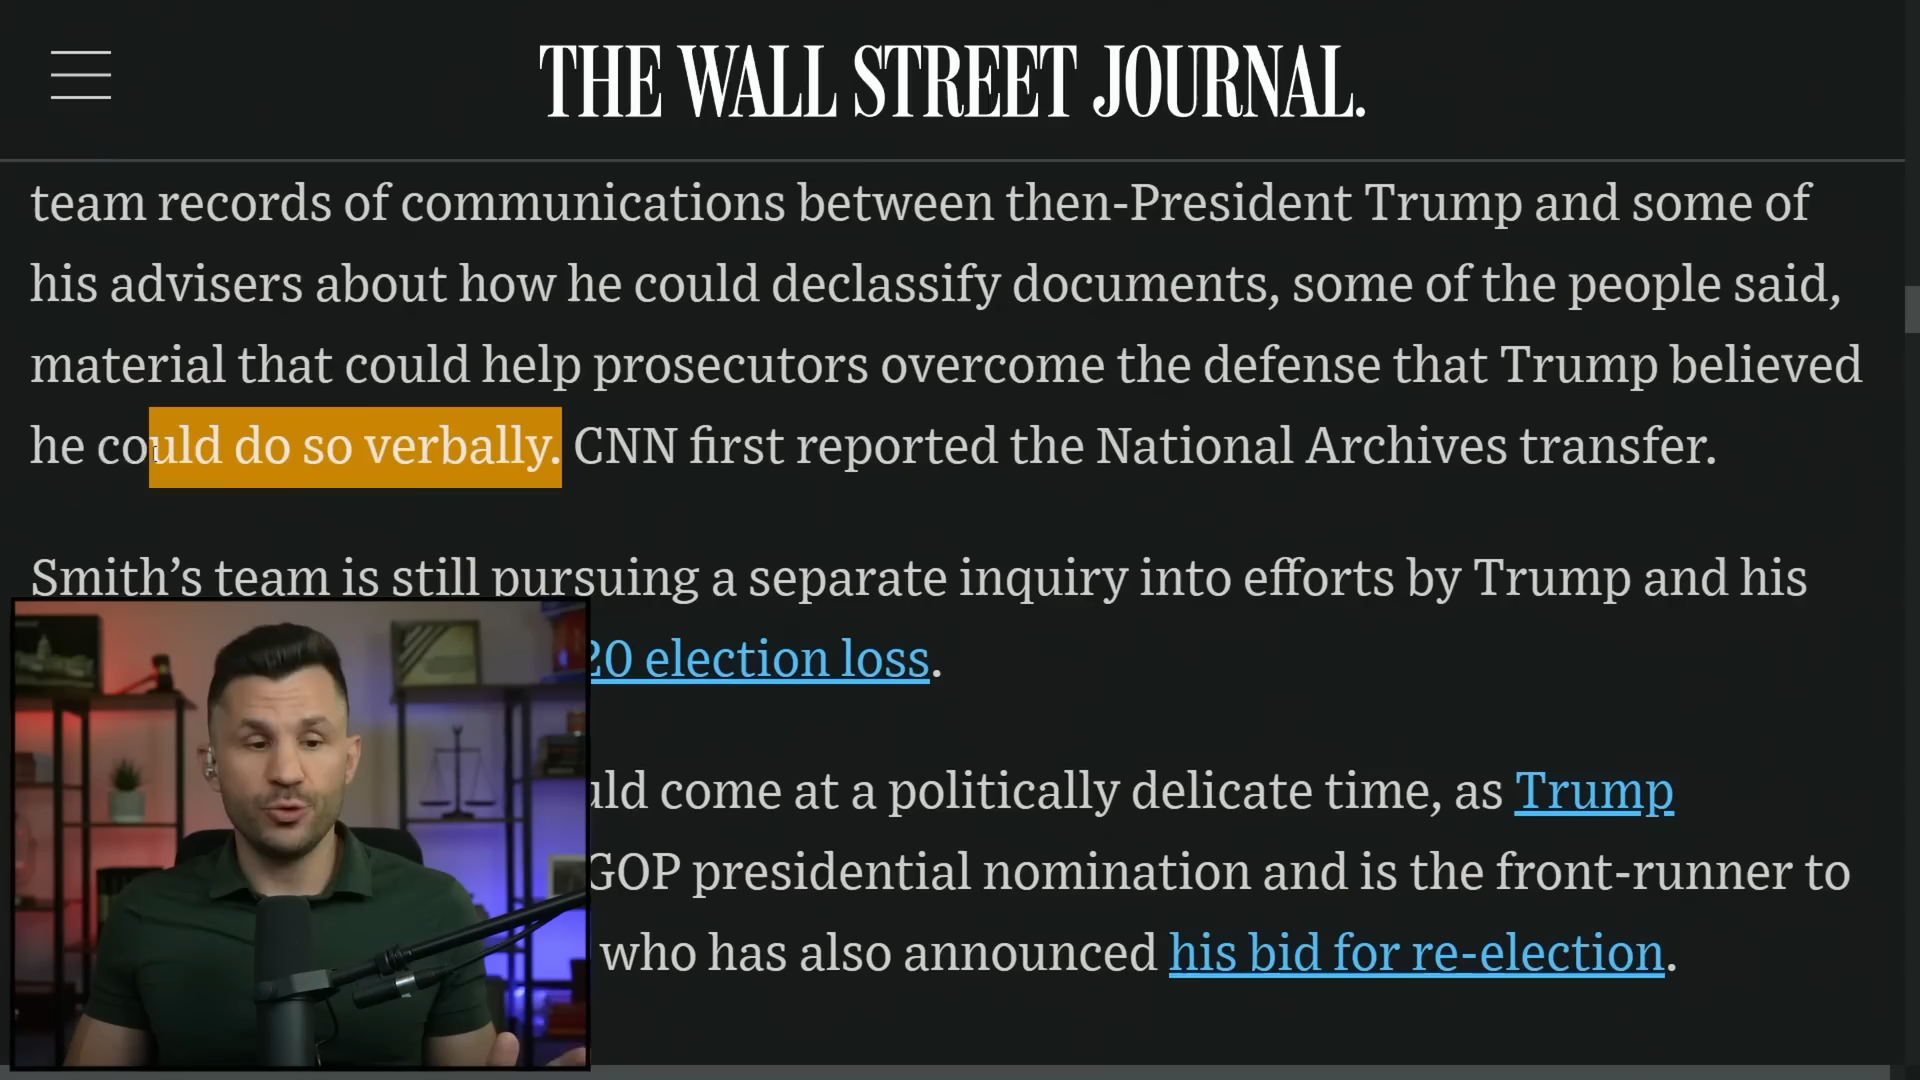 THE WALL STREET JOURNAL.
team records of communications between then-President Trump and some of
his advisers about how he could declassify documents, some of the people said,
material that could help prosecutors overcome the defense that Trump believed
he could do so verbally. CNN first reported the National Archives transfer.
Smith’s team is still pursuing a separate inquiry into efforts by Trump and his
20 election loss.
come at a politically delicate time, as Trump
GOP presidential nomination and is the front-runner to
who has also announced his bid for re-election.